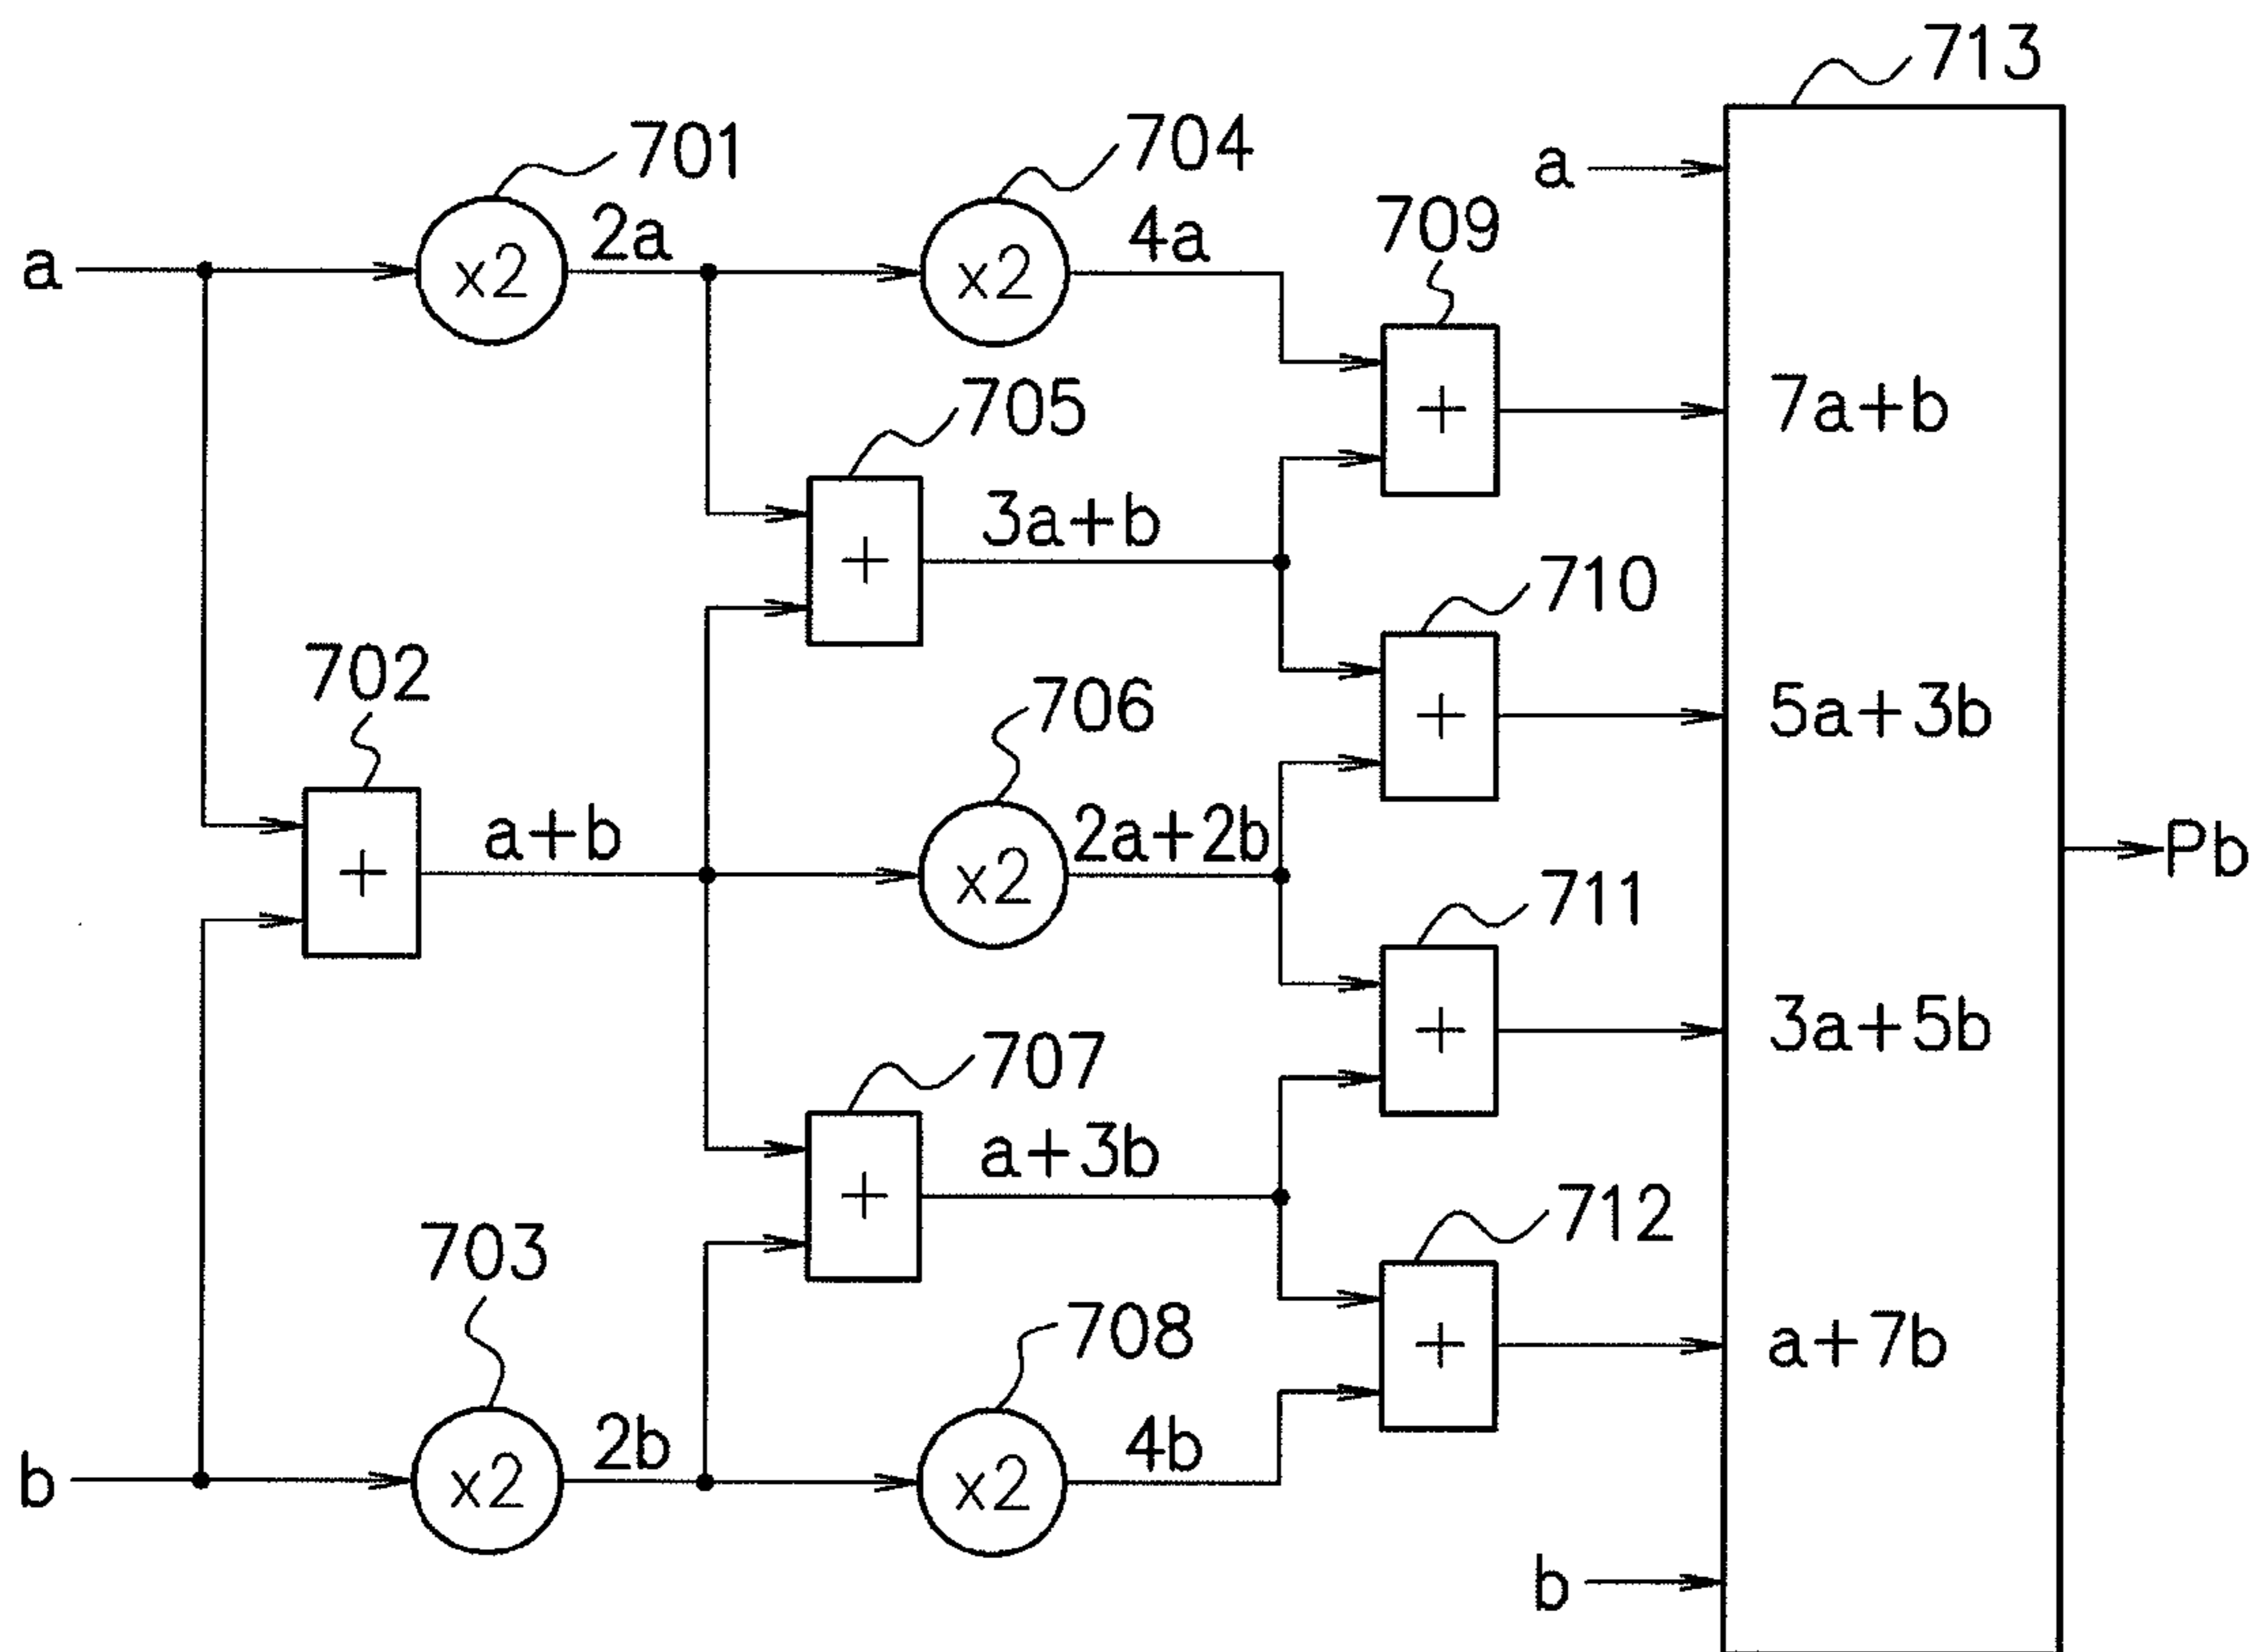 713
701
704
a
709
a
x2
2a
x2
4a
+
7a+b
705
3a+b
+
710
702
706
+
5a+3b
a+b
+
x2
2a+2b
Pb
711
707
+
3a+5b
a+3b
+
712
703
708
+
a+7b
b
x2
2b
x2
4b
b